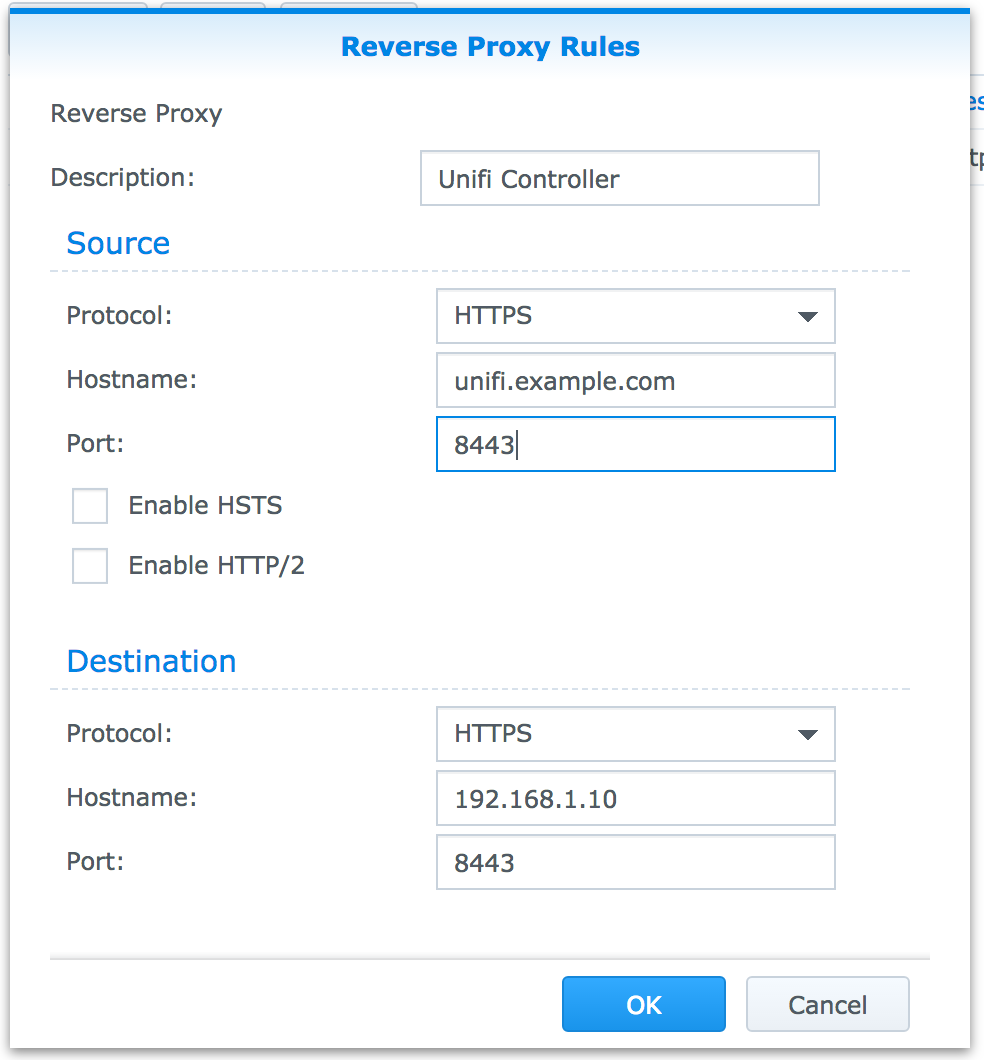 Reverse Proxy Rules
Reverse Proxy
Description: Unifi Controller
Source
Protocol: HTTPS
Hostname: unifi.example.com
Port: 8443
Enable HSTS
Enable HTTP/2
Destination
Protocol: HTTPS
Hostname: 192.168.1.10
Port: 8443
OK Cancel